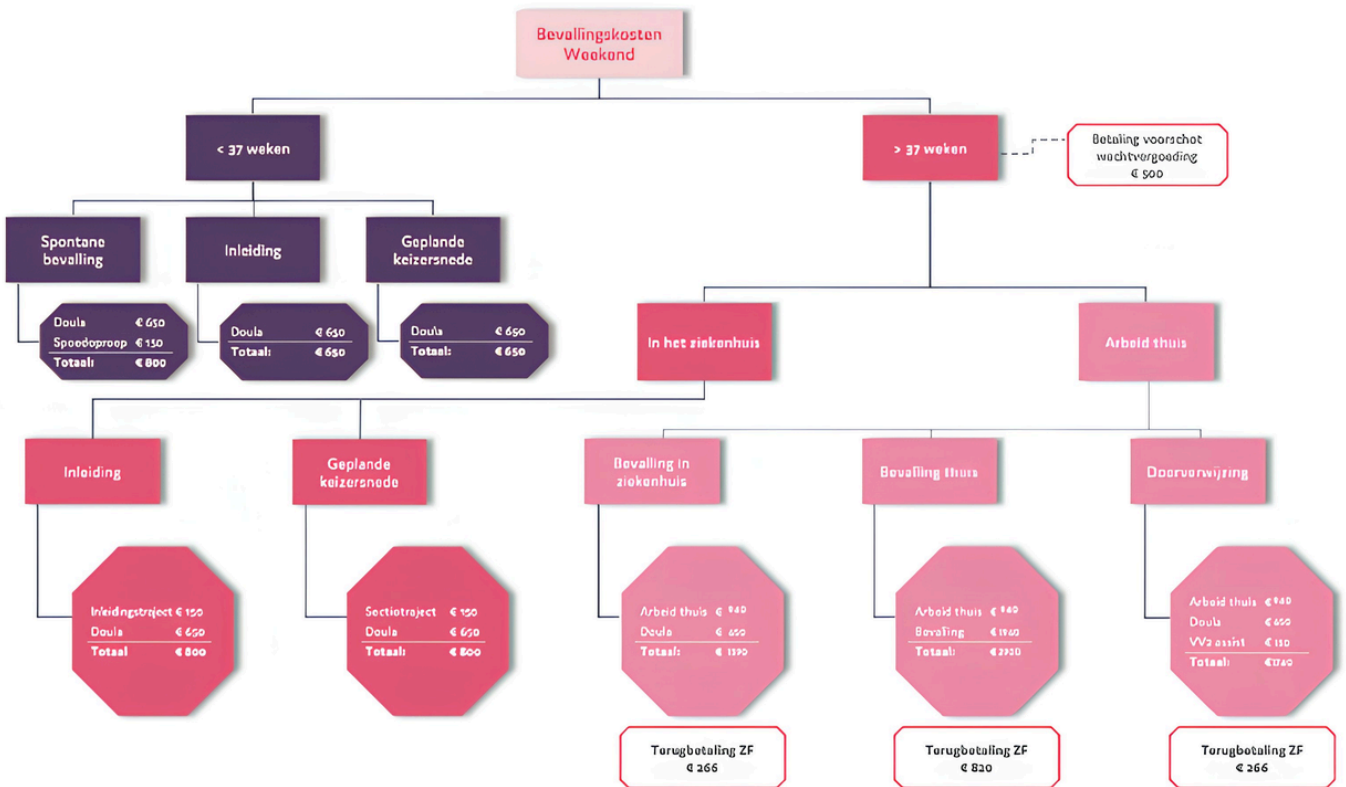 Bevallingskosten
Weekend
< 37 weken
> 37 weken
Betaling voorschot
wachtvergoeding
€ 500
Spontane
bevalling
Inleiding
Geplande
keizersnede
Doula € 650
Spoedoproep € 150
Totaal: € 800
Doula € 650
Totaal: € 650
Doula € 650
Totaal: € 650
In het ziekenhuis
Arbeid thuis
Inleiding
Geplande
keizersnede
Bevalling in
ziekenhuis
Bevalling thuis
Doorverwijzing
Inleidingstraject € 150
Doula € 650
Totaal € 800
Sectiotraject € 150
Doula € 650
Totaal: € 800
Arbeid thuis € 940
Doula € 650
Totaal: € 1590
Arbeid thuis € 940
Bevalling
Totaal:
Arbeid thuis € 940
Doula € 650
VV2 assist € 150
Totaal: € 1740
Terugbetaling ZF
€ 266
Terugbetaling ZF
€ 820
Terugbetaling ZF
€ 266